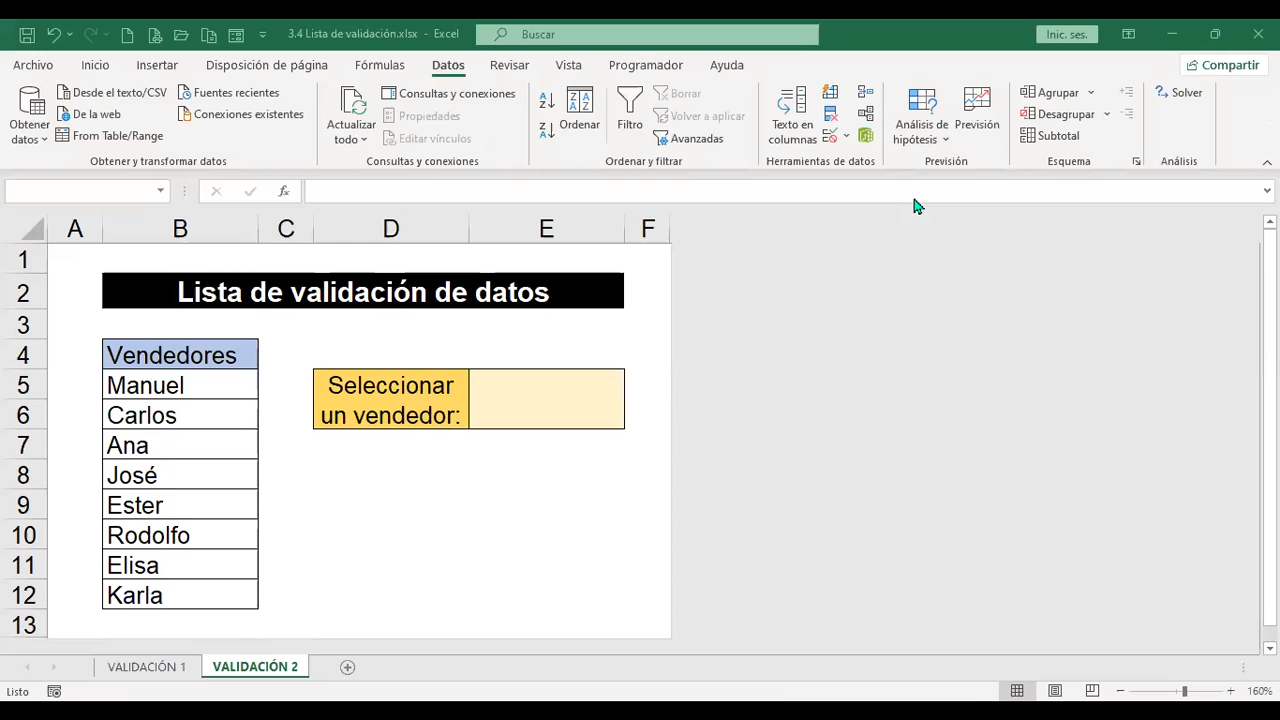 3.4 Lista de validación.xlsx - Excel
Buscar
Inic. ses.
Archivo Inicio Insertar Disposición de página Fórmulas Datos Revisar Vista Programador Ayuda
Compartir
Obtener datos
Desde el texto/CSV
De la web
From Table/Range
Fuentes recientes
Conexiones existentes
Obtener y transformar datos
Actualizar todo
Consultas y conexiones
Propiedades
Editar vínculos
Consultas y conexiones
Ordenar
Filtro
Borrar
Volver a aplicar
Avanzadas
Ordenar y filtrar
Texto en columnas
Herramientas de datos
Análisis de hipótesis
Previsión
Previsión
Agrupar
Desagrupar
Subtotal
Esquema
Solver
Análisis
fx
A B C D E F
1
2 Lista de validación de datos
3
4 Vendedores
5 Manuel Seleccionar
6 Carlos un vendedor:
7 Ana
8 José
9 Ester
10 Rodolfo
11 Elisa
12 Karla
13
VALIDACIÓN 1 VALIDACIÓN 2
Listo
160%